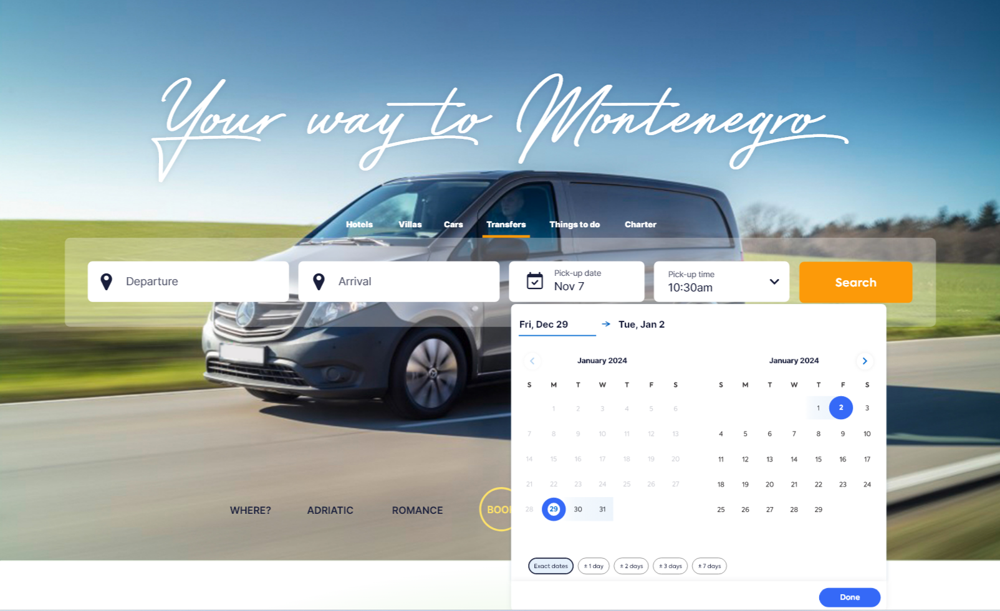 Your way to Montenegro
Hotels Villas Cars Transfers Things to do Charter
Departure Arrival Pick-up date Nov 7 Pick-up time 10:30am Search
Fri, Dec 29 → Tue, Jan 2
January 2024 January 2024
S M T W T F S S M T W T F S
1 2 3 4 5 6 1 2 3
7 8 9 10 11 12 13 4 5 6 7 8 9 10
14 15 16 17 18 19 20 11 12 13 14 15 16 17
21 22 23 24 25 26 27 18 19 20 21 22 23 24
28 29 30 31 25 26 27 28 29
WHERE? ADRIATIC ROMANCE
Exact dates ± 1 day ± 2 days ± 3 days ± 7 days
Done